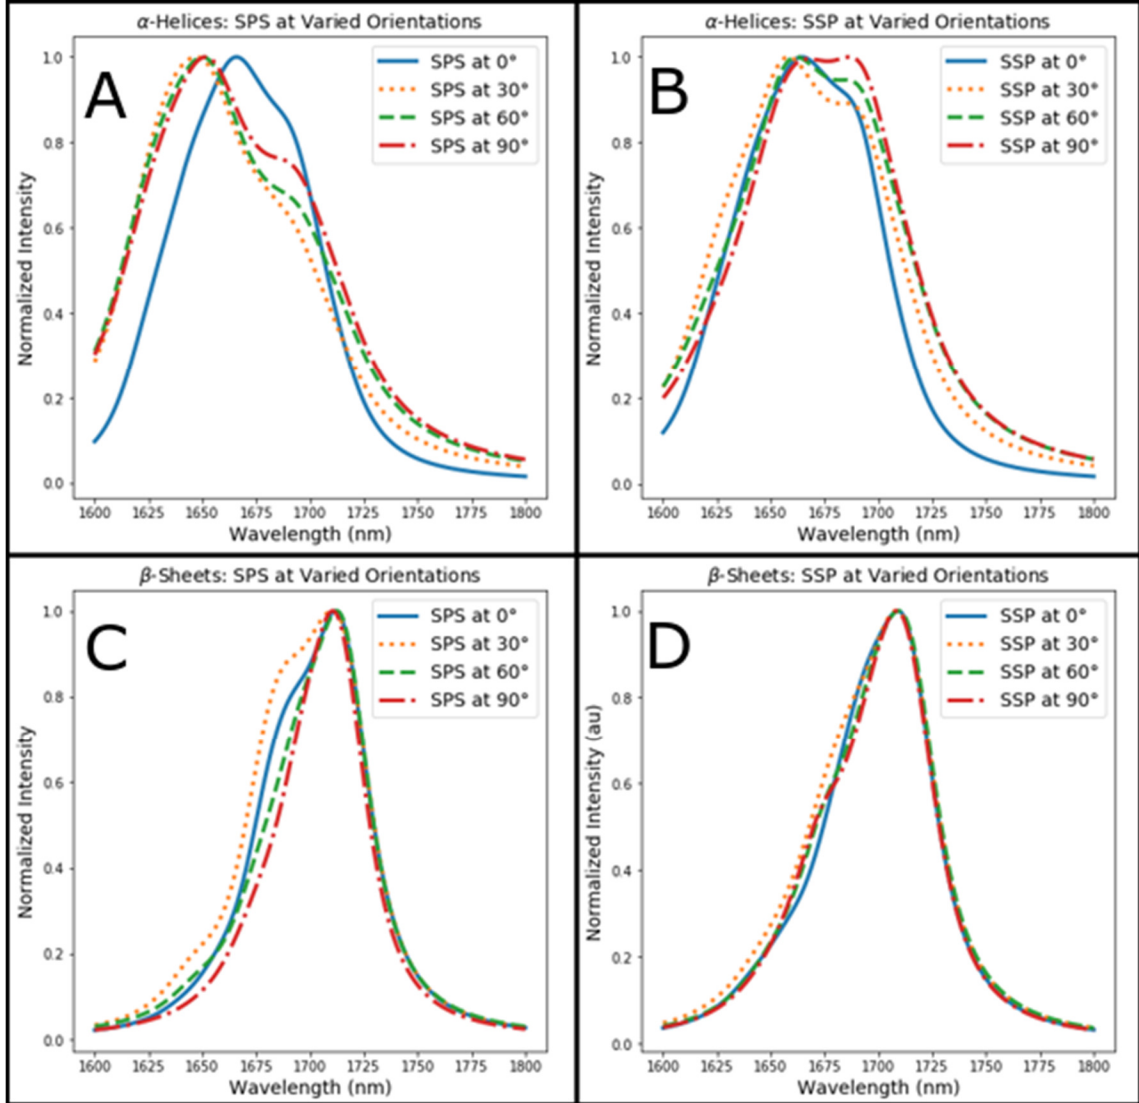 α-Helices: SPS at Varied Orientations
A
SPS at 0°
SPS at 30°
SPS at 60°
SPS at 90°
Normalized Intensity
1.0
0.8
0.6
0.4
0.2
0.0
1600 1625 1650 1675 1700 1725 1750 1775 1800
Wavelength (nm)
α-Helices: SSP at Varied Orientations
B
SSP at 0°
SSP at 30°
SSP at 60°
SSP at 90°
Normalized Intensity
1.0
0.8
0.6
0.4
0.2
0.0
1600 1625 1650 1675 1700 1725 1750 1775 1800
Wavelength (nm)
β-Sheets: SPS at Varied Orientations
C
SPS at 0°
SPS at 30°
SPS at 60°
SPS at 90°
Normalized Intensity
1.0
0.8
0.6
0.4
0.2
0.0
1600 1625 1650 1675 1700 1725 1750 1775 1800
Wavelength (nm)
β-Sheets: SSP at Varied Orientations
D
SSP at 0°
SSP at 30°
SSP at 60°
SSP at 90°
Normalized Intensity (au)
1.0
0.8
0.6
0.4
0.2
0.0
1600 1625 1650 1675 1700 1725 1750 1775 1800
Wavelength (nm)